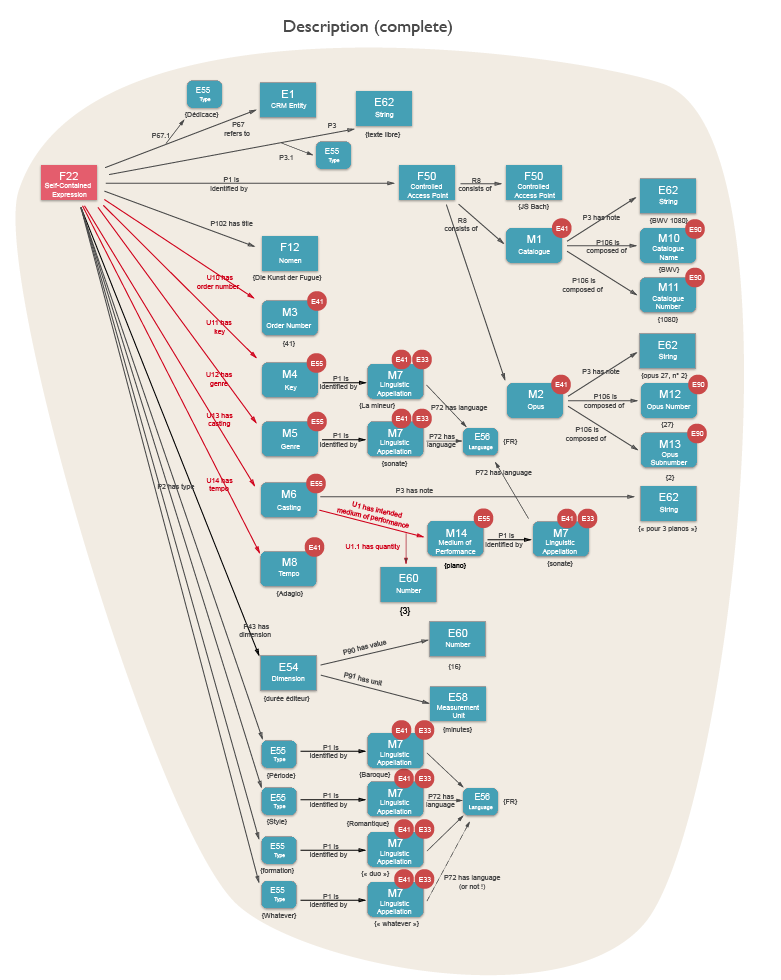 Description (complete)
E55
Type
{Dédicace}
P67.1
E1
CRM Entity
P67
refers to
E62
String
{texte libre}
P3
P3.1
E55
Type
F22
Self-Contained
Expression
P1 is
identified by
F50
Controlled
Access Point
R8
consists of
F50
Controlled
Access Point
{JS Bach}
R8
consists of
M1
Catalogue
E41
P3 has note
E62
String
{BWV 1080}
P106 is
composed of
M10
Catalogue
Name
E90
{BWV}
P106 is
composed of
M11
Catalogue
Number
E90
{1080}
P102 has title
F12
Nomen
{Die Kunst der Fugue}
U10 has
order number
M3
Order Number
E41
{41}
U11 has
key
M4
Key
E55
P1 is
identified by
M7
Linguistic
Appellation
E41
E33
{La mineur}
P72 has language
U12 has
genre
M5
Genre
E55
P1 is
identified by
M7
Linguistic
Appellation
E41
E33
{sonate}
P72 has
language
E56
Language
{FR}
P72 has language
M2
Opus
E41
P3 has note
E62
String
{opus 27, n° 2}
P106 is
composed of
M12
Opus Number
E90
{27}
P106 is
composed of
M13
Opus
Subnumber
E90
{2}
U13 has
casting
M6
Casting
E55
P3 has note
E62
String
{« pour 3 pianos »}
U1 has intended
medium of performance
U1.1 has quantity
M14
Medium of
Performance
E55
{piano}
P1 is
identified by
M7
Linguistic
Appellation
E41
E33
{sonate}
E60
Number
{3}
U14 has
tempo
M8
Tempo
E41
{Adagio}
P2 has type
P43 has
dimension
E54
Dimension
{durée éditeur}
P90 has value
E60
Number
{16}
P91 has unit
E58
Measurement
Unit
{minutes}
E55
Type
{Période}
P1 is
identified by
M7
Linguistic
Appellation
E41
E33
{Baroque}
E55
Type
{Style}
P1 is
identified by
M7
Linguistic
Appellation
E41
E33
{Romantique}
P72 has
language
E56
Language
{FR}
E55
Type
{formation}
P1 is
identified by
M7
Linguistic
Appellation
E41
E33
{« duo »}
E55
Type
{Whatever}
P1 is
identified by
M7
Linguistic
Appellation
E41
E33
{« whatever »}
P72 has language
(or not !)